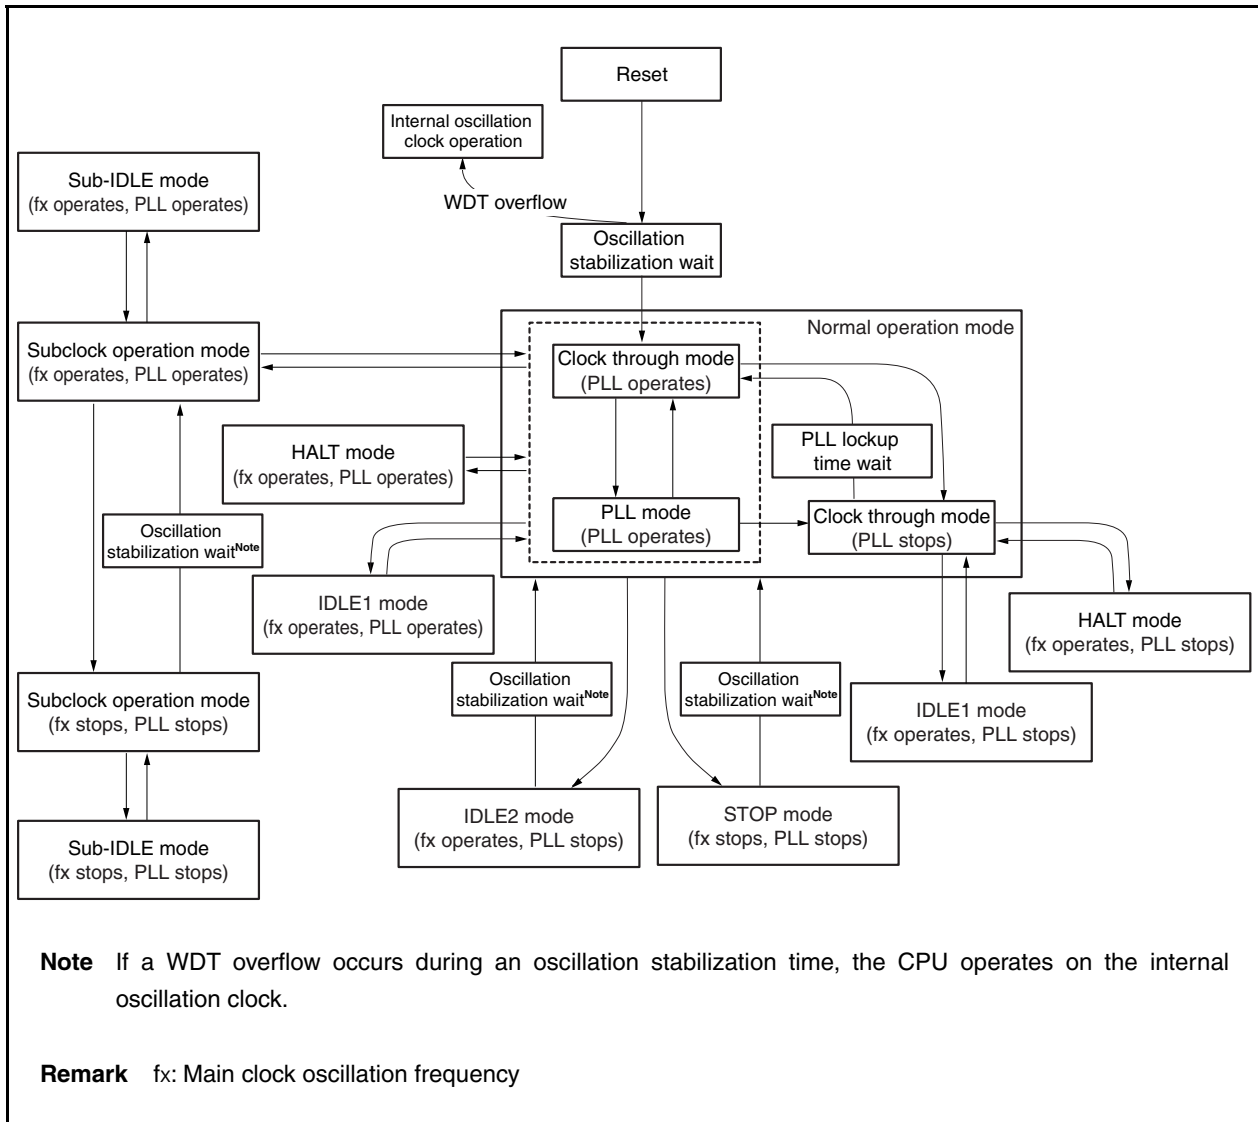 Reset
Internal oscillation
clock operation
WDT overflow
Sub-IDLE mode
(fx operates, PLL operates)
Oscillation
stabilization wait
Normal operation mode
Subclock operation mode
(fx operates, PLL operates)
Clock through mode
(PLL operates)
HALT mode
(fx operates, PLL operates)
PLL lockup
time wait
PLL mode
(PLL operates)
Clock through mode
(PLL stops)
Oscillation
stabilization waitNote
IDLE1 mode
(fx operates, PLL operates)
HALT mode
(fx operates, PLL stops)
Oscillation
stabilization waitNote
Oscillation
stabilization waitNote
Subclock operation mode
(fx stops, PLL stops)
IDLE1 mode
(fx operates, PLL stops)
IDLE2 mode
(fx operates, PLL stops)
STOP mode
(fx stops, PLL stops)
Sub-IDLE mode
(fx stops, PLL stops)
Note If a WDT overflow occurs during an oscillation stabilization time, the CPU operates on the internal
oscillation clock.
Remark fx: Main clock oscillation frequency